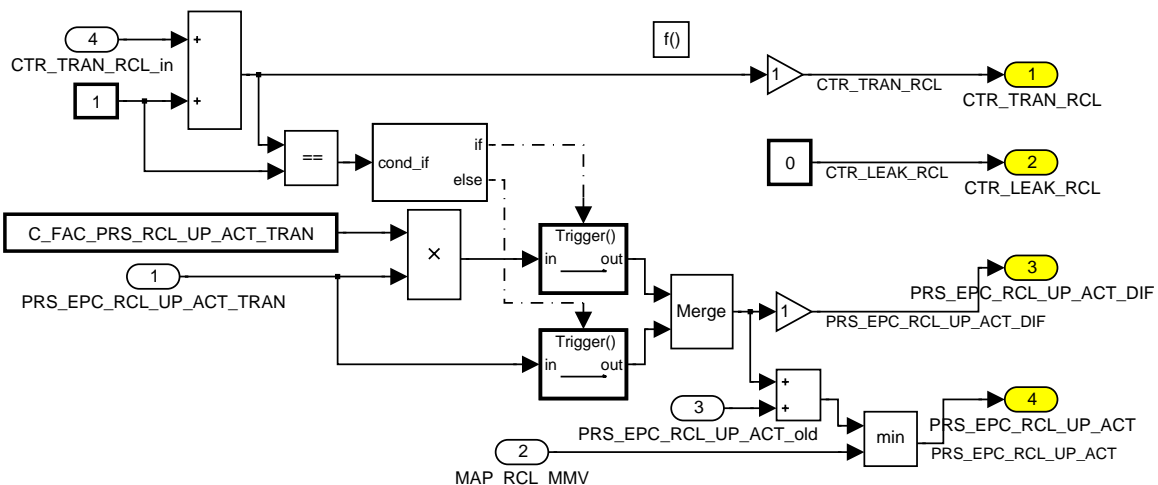 4
+
CTR_TRAN_RCL_in
1
+
f()
1
CTR_TRAN_RCL
1
CTR_TRAN_RCL
==
cond_if
if
else
0
CTR_LEAK_RCL
2
CTR_LEAK_RCL
C_FAC_PRS_RCL_UP_ACT_TRAN
×
1
PRS_EPC_RCL_UP_ACT_TRAN
Trigger()
in
out
Trigger()
in
out
Merge
1
PRS_EPC_RCL_UP_ACT_DIF
3
PRS_EPC_RCL_UP_ACT_DIF
+
+
3
PRS_EPC_RCL_UP_ACT_old
2
MAP_RCL_MMV
min
4
PRS_EPC_RCL_UP_ACT
PRS_EPC_RCL_UP_ACT